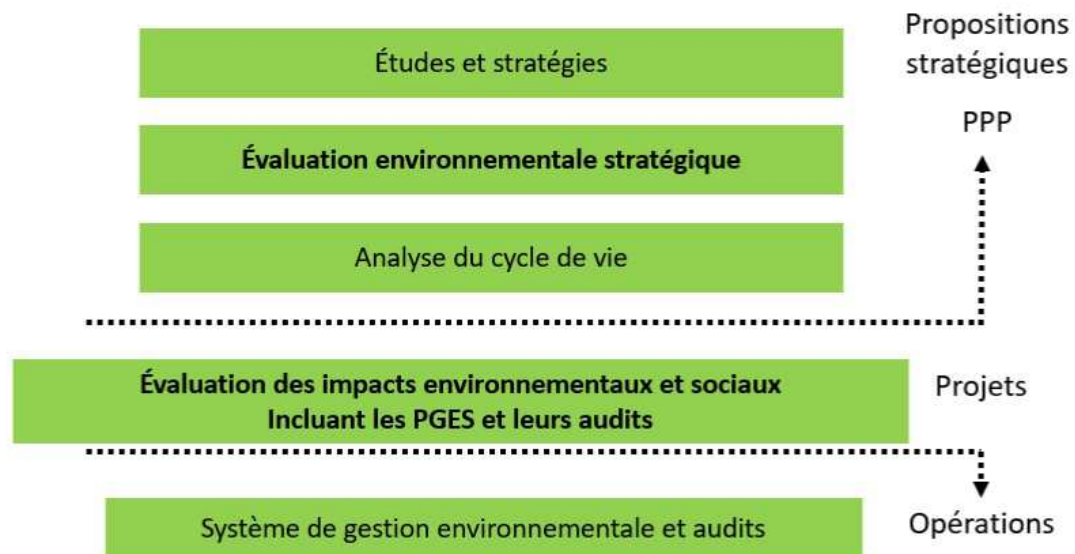 Propositions
stratégiques
Études et stratégies
PPP
Évaluation environnementale stratégique
Analyse du cycle de vie
Évaluation des impacts environnementaux et sociaux
Incluant les PGES et leurs audits
Projets
Système de gestion environnementale et audits
Opérations